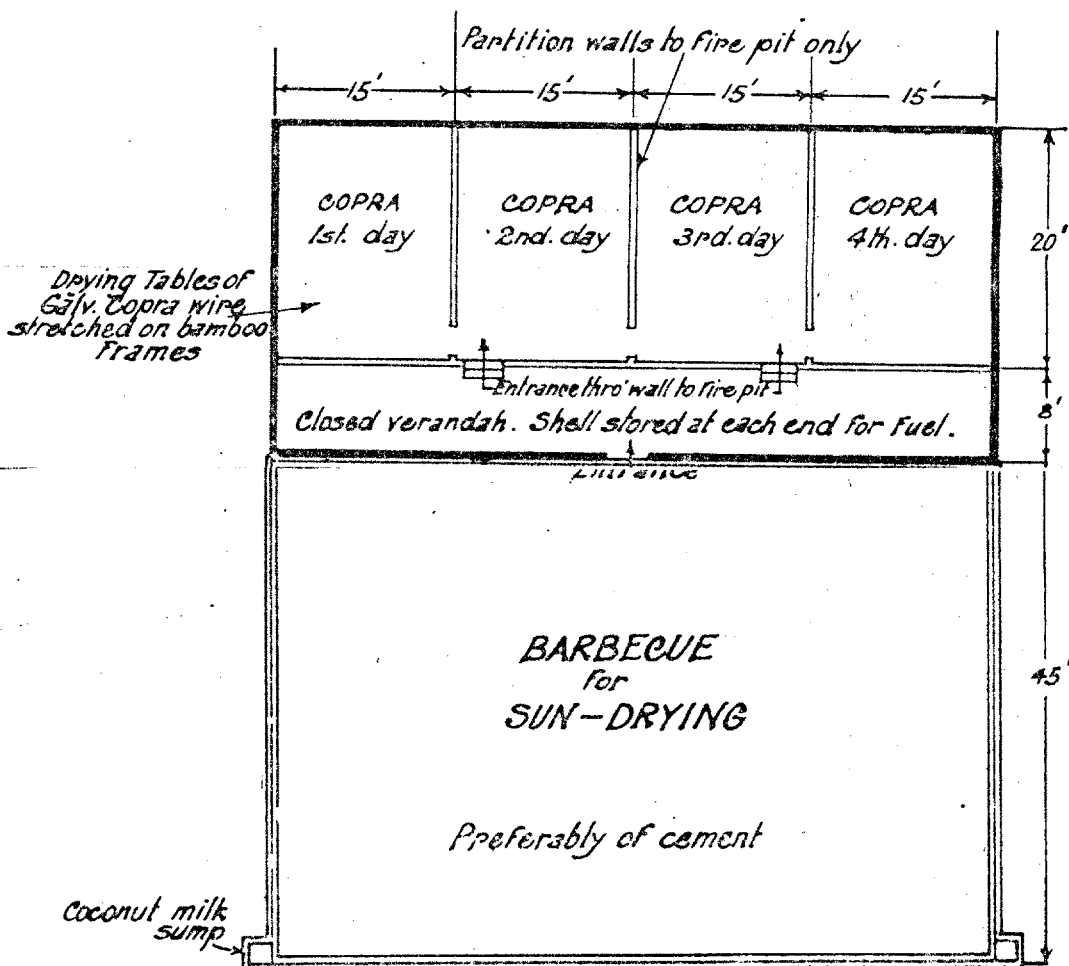 Partition walls to fire pit only
15' 15' 15' 15'
COPRA
1st. day
COPRA
2nd. day
COPRA
3rd. day
COPRA
4th. day
20'
Drying Tables of
Galv. Copra wire
stretched on bamboo
Frames
Entrance thro' wall to fire pit
8'
Closed verandah. Shell stored at each end for fuel.
Entrance
BARBECUE
for
SUN-DRYING
45'
Preferably of cement
Coconut milk
sump